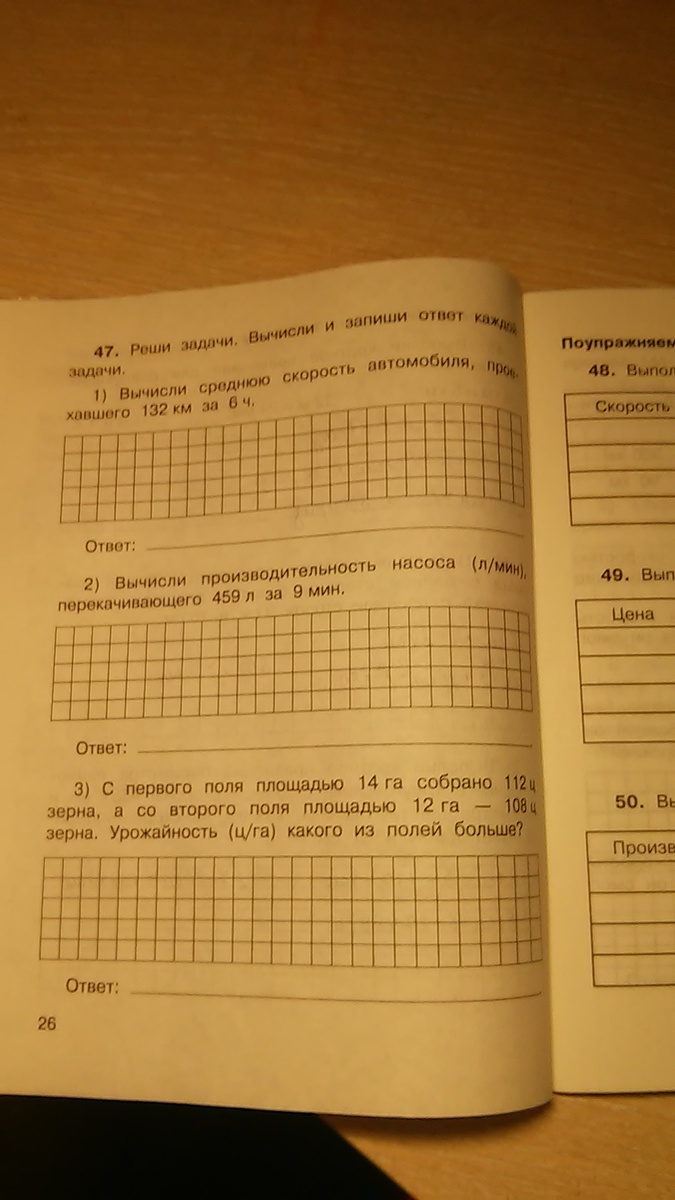 47. Реши задачи. Вычисли и запиши ответ каждой
задачи.
1) Вычисли среднюю скорость автомобиля, прое-
хавшего 132 км за 6 ч.
Ответ:
2) Вычисли производительность насоса (л/мин),
перекачивающего 459 л за 9 мин.
Ответ:
3) С первого поля площадью 14 га собрано 112 ц
зерна, а со второго поля площадью 12 га — 108 ц
зерна. Урожайность (ц/га) какого из полей больше?
Ответ:
26
Поупражняем
48. Выпол
Скорость
49. Вып
Цена
50. Вы
Произв